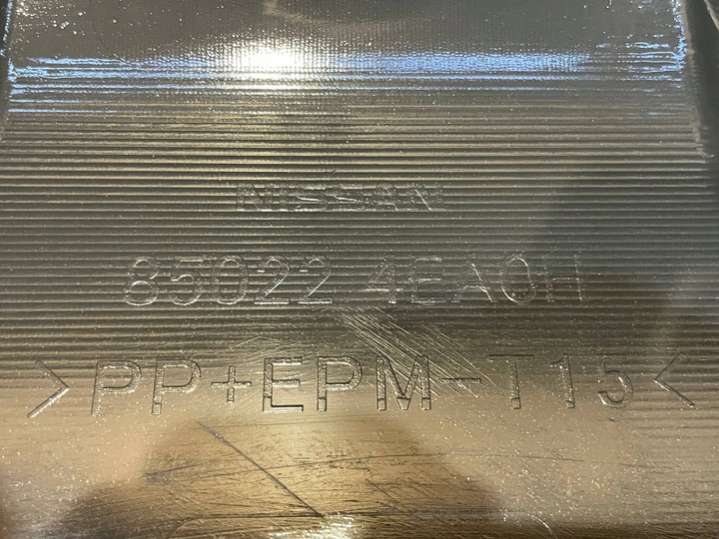 NISSAN
85022 4EA0H
>PP+EPM-T15<